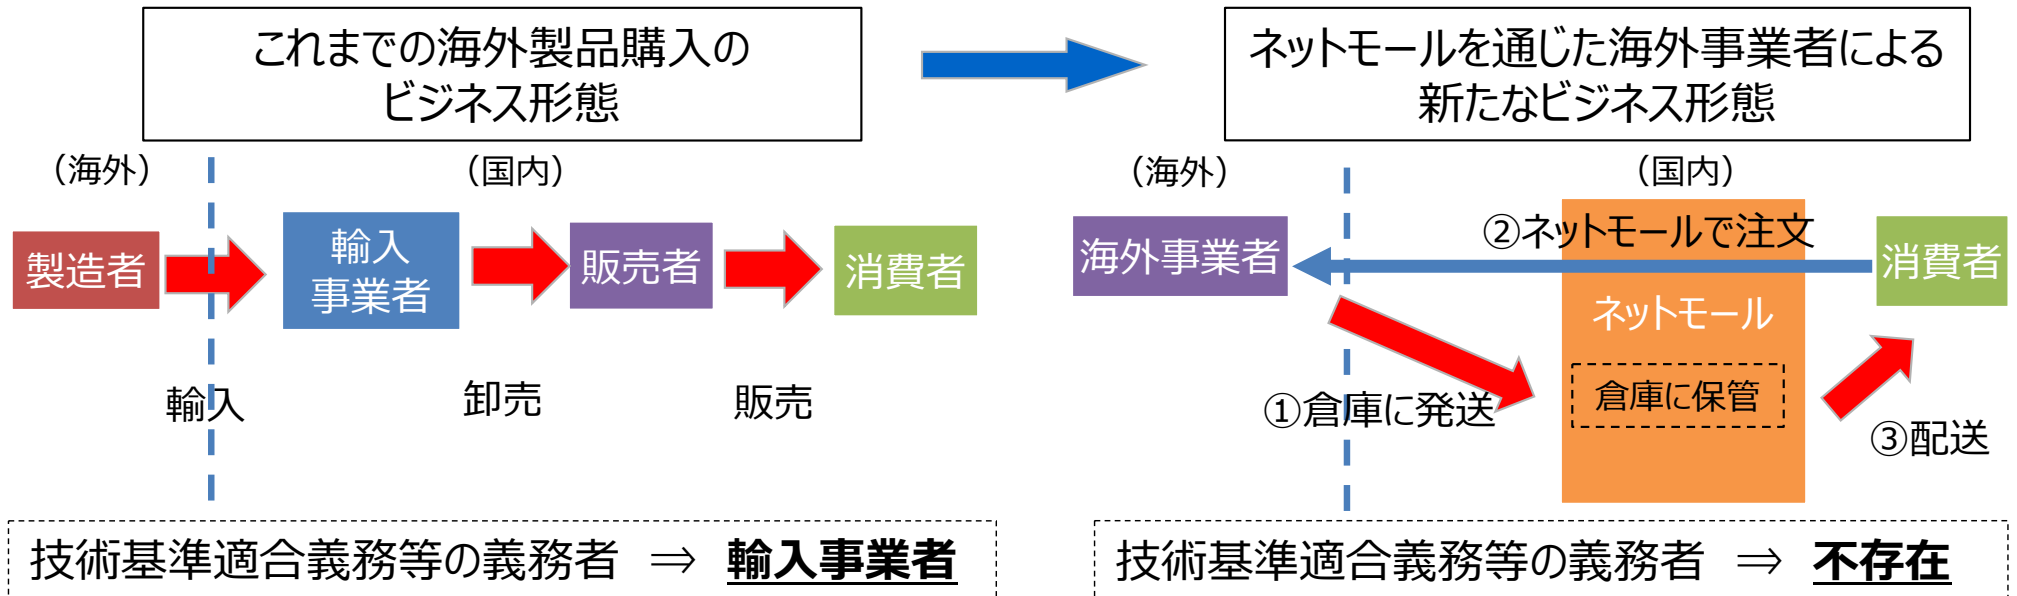 これまでの海外製品購入の
ビジネス形態
(海外)
(国内)
製造者
輸入
事業者
販売者
消費者
輸入
卸売
販売
技術基準適合義務等の義務者 ⇒ 輸入事業者
ネットモールを通じた海外事業者による
新たなビジネス形態
(海外)
(国内)
海外事業者
②ネットモールで注文
消費者
ネットモール
倉庫に保管
①倉庫に発送
③配送
技術基準適合義務等の義務者 ⇒ 不存在